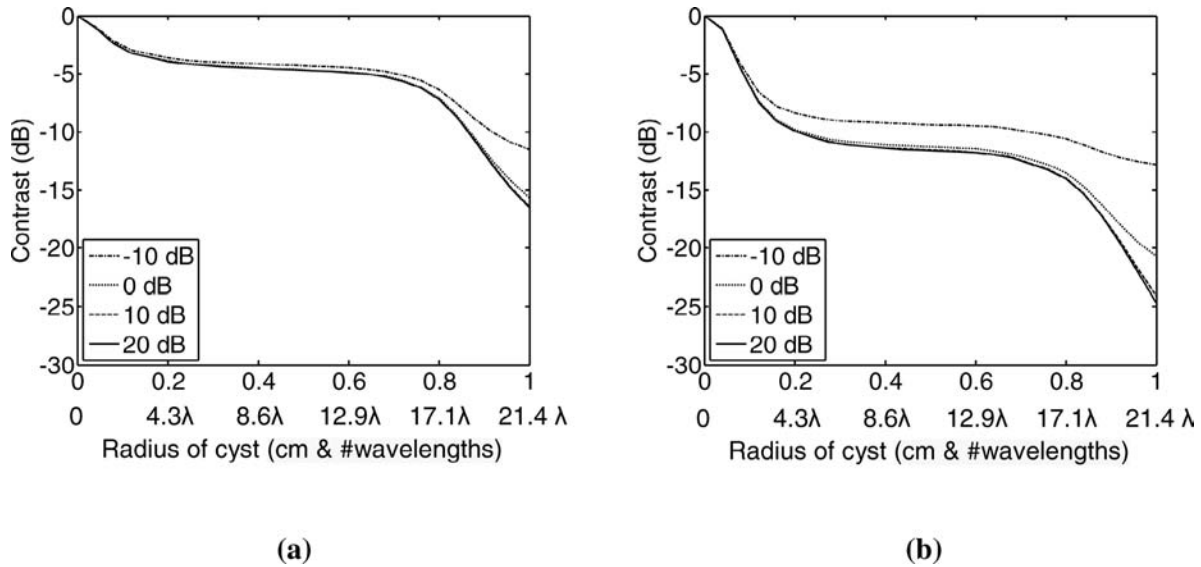 0
-5
-10
-15
-20
-25
-30
Contrast (dB)
-10 dB
0 dB
10 dB
20 dB
0 0.2 0.4 0.6 0.8 1
0 4.3λ 8.6λ 12.9λ 17.1λ 21.4 λ
Radius of cyst (cm & #wavelengths)
(a)
0
-5
-10
-15
-20
-25
-30
Contrast (dB)
-10 dB
0 dB
10 dB
20 dB
0 0.2 0.4 0.6 0.8 1
0 4.3λ 8.6λ 12.9λ 17.1λ 21.4 λ
Radius of cyst (cm & #wavelengths)
(b)